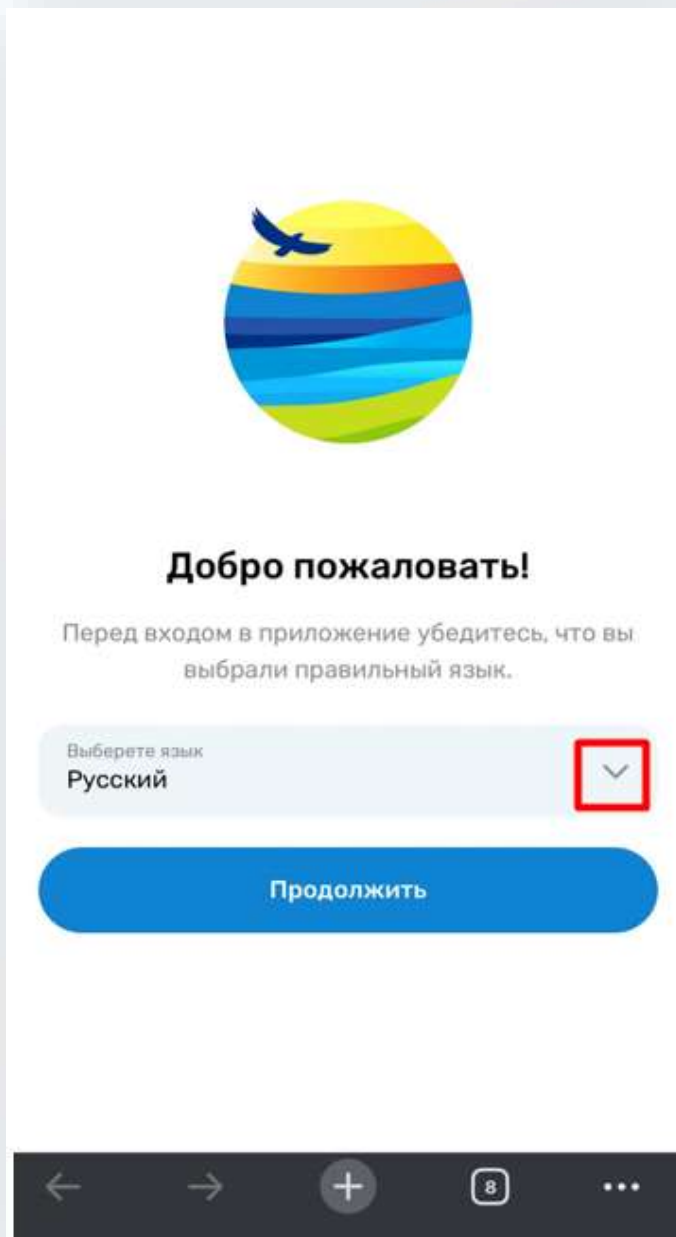 Добро пожаловать!
Перед входом в приложение убедитесь, что вы
выбрали правильный язык.
Выберете язык
Русский
Продолжить
8